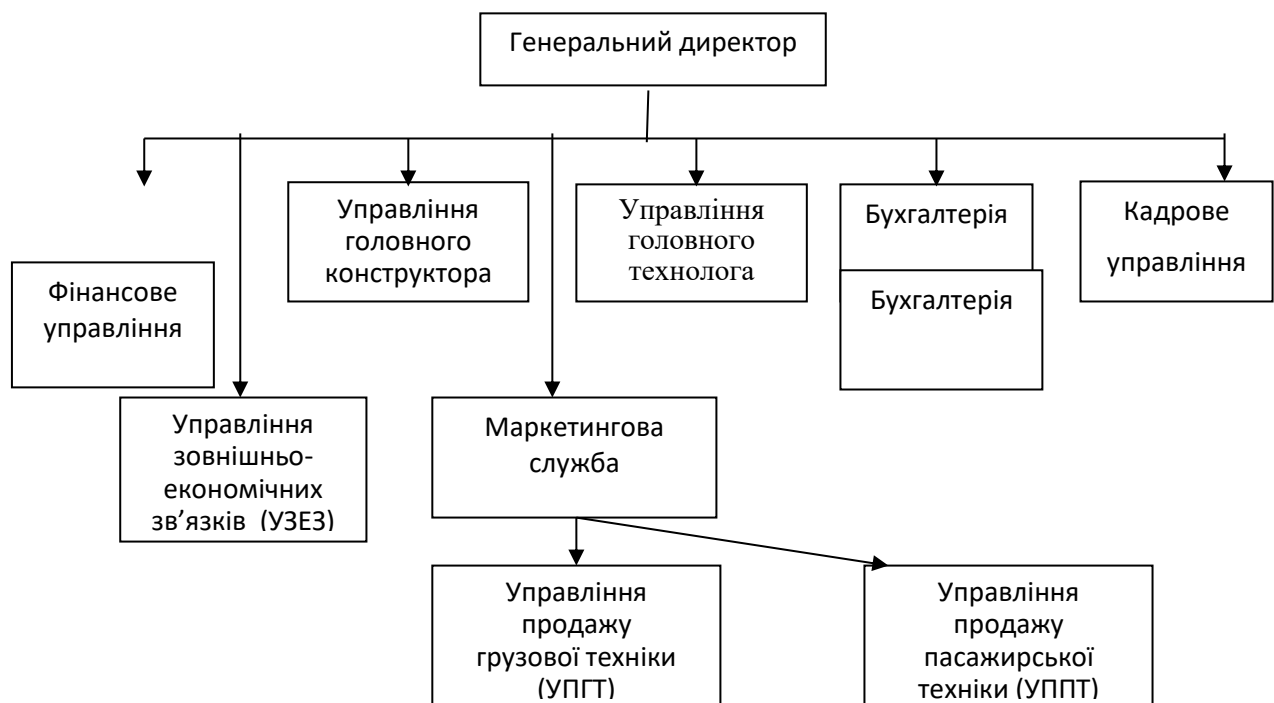 Генеральний директор
Управління
головного
конструктора
Управління
головного
технолога
Бухгалтерія
Кадрове
управління
Фінансове
управління
Бухгалтерія
Управління
зовнішньо-
економічних
зв’язків (УЗЕЗ)
Маркетингова
служба
Управління
продажу
грузової техніки
(УПГТ)
Управління
продажу
пасажирської
техніки (УППТ)